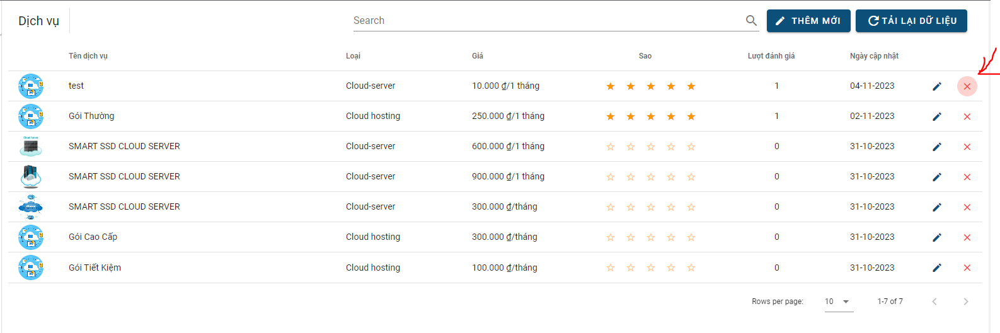 Dịch vụ
Search
THÊM MỚI
TẢI LẠI DỮ LIỆU
Tên dịch vụ Loại Giá Sao Lượt đánh giá Ngày cập nhật
test Cloud-server 10.000 ₫/1 tháng 1 04-11-2023
Gói Thường Cloud hosting 250.000 ₫/1 tháng 1 02-11-2023
SMART SSD CLOUD SERVER Cloud-server 600.000 ₫/1 tháng 0 31-10-2023
SMART SSD CLOUD SERVER Cloud-server 900.000 ₫/1 tháng 0 31-10-2023
SMART SSD CLOUD SERVER Cloud-server 300.000 ₫/tháng 0 31-10-2023
Gói Cao Cấp Cloud hosting 300.000 ₫/tháng 0 31-10-2023
Gói Tiết Kiệm Cloud hosting 100.000 ₫/tháng 0 31-10-2023
Rows per page: 10 1-7 of 7